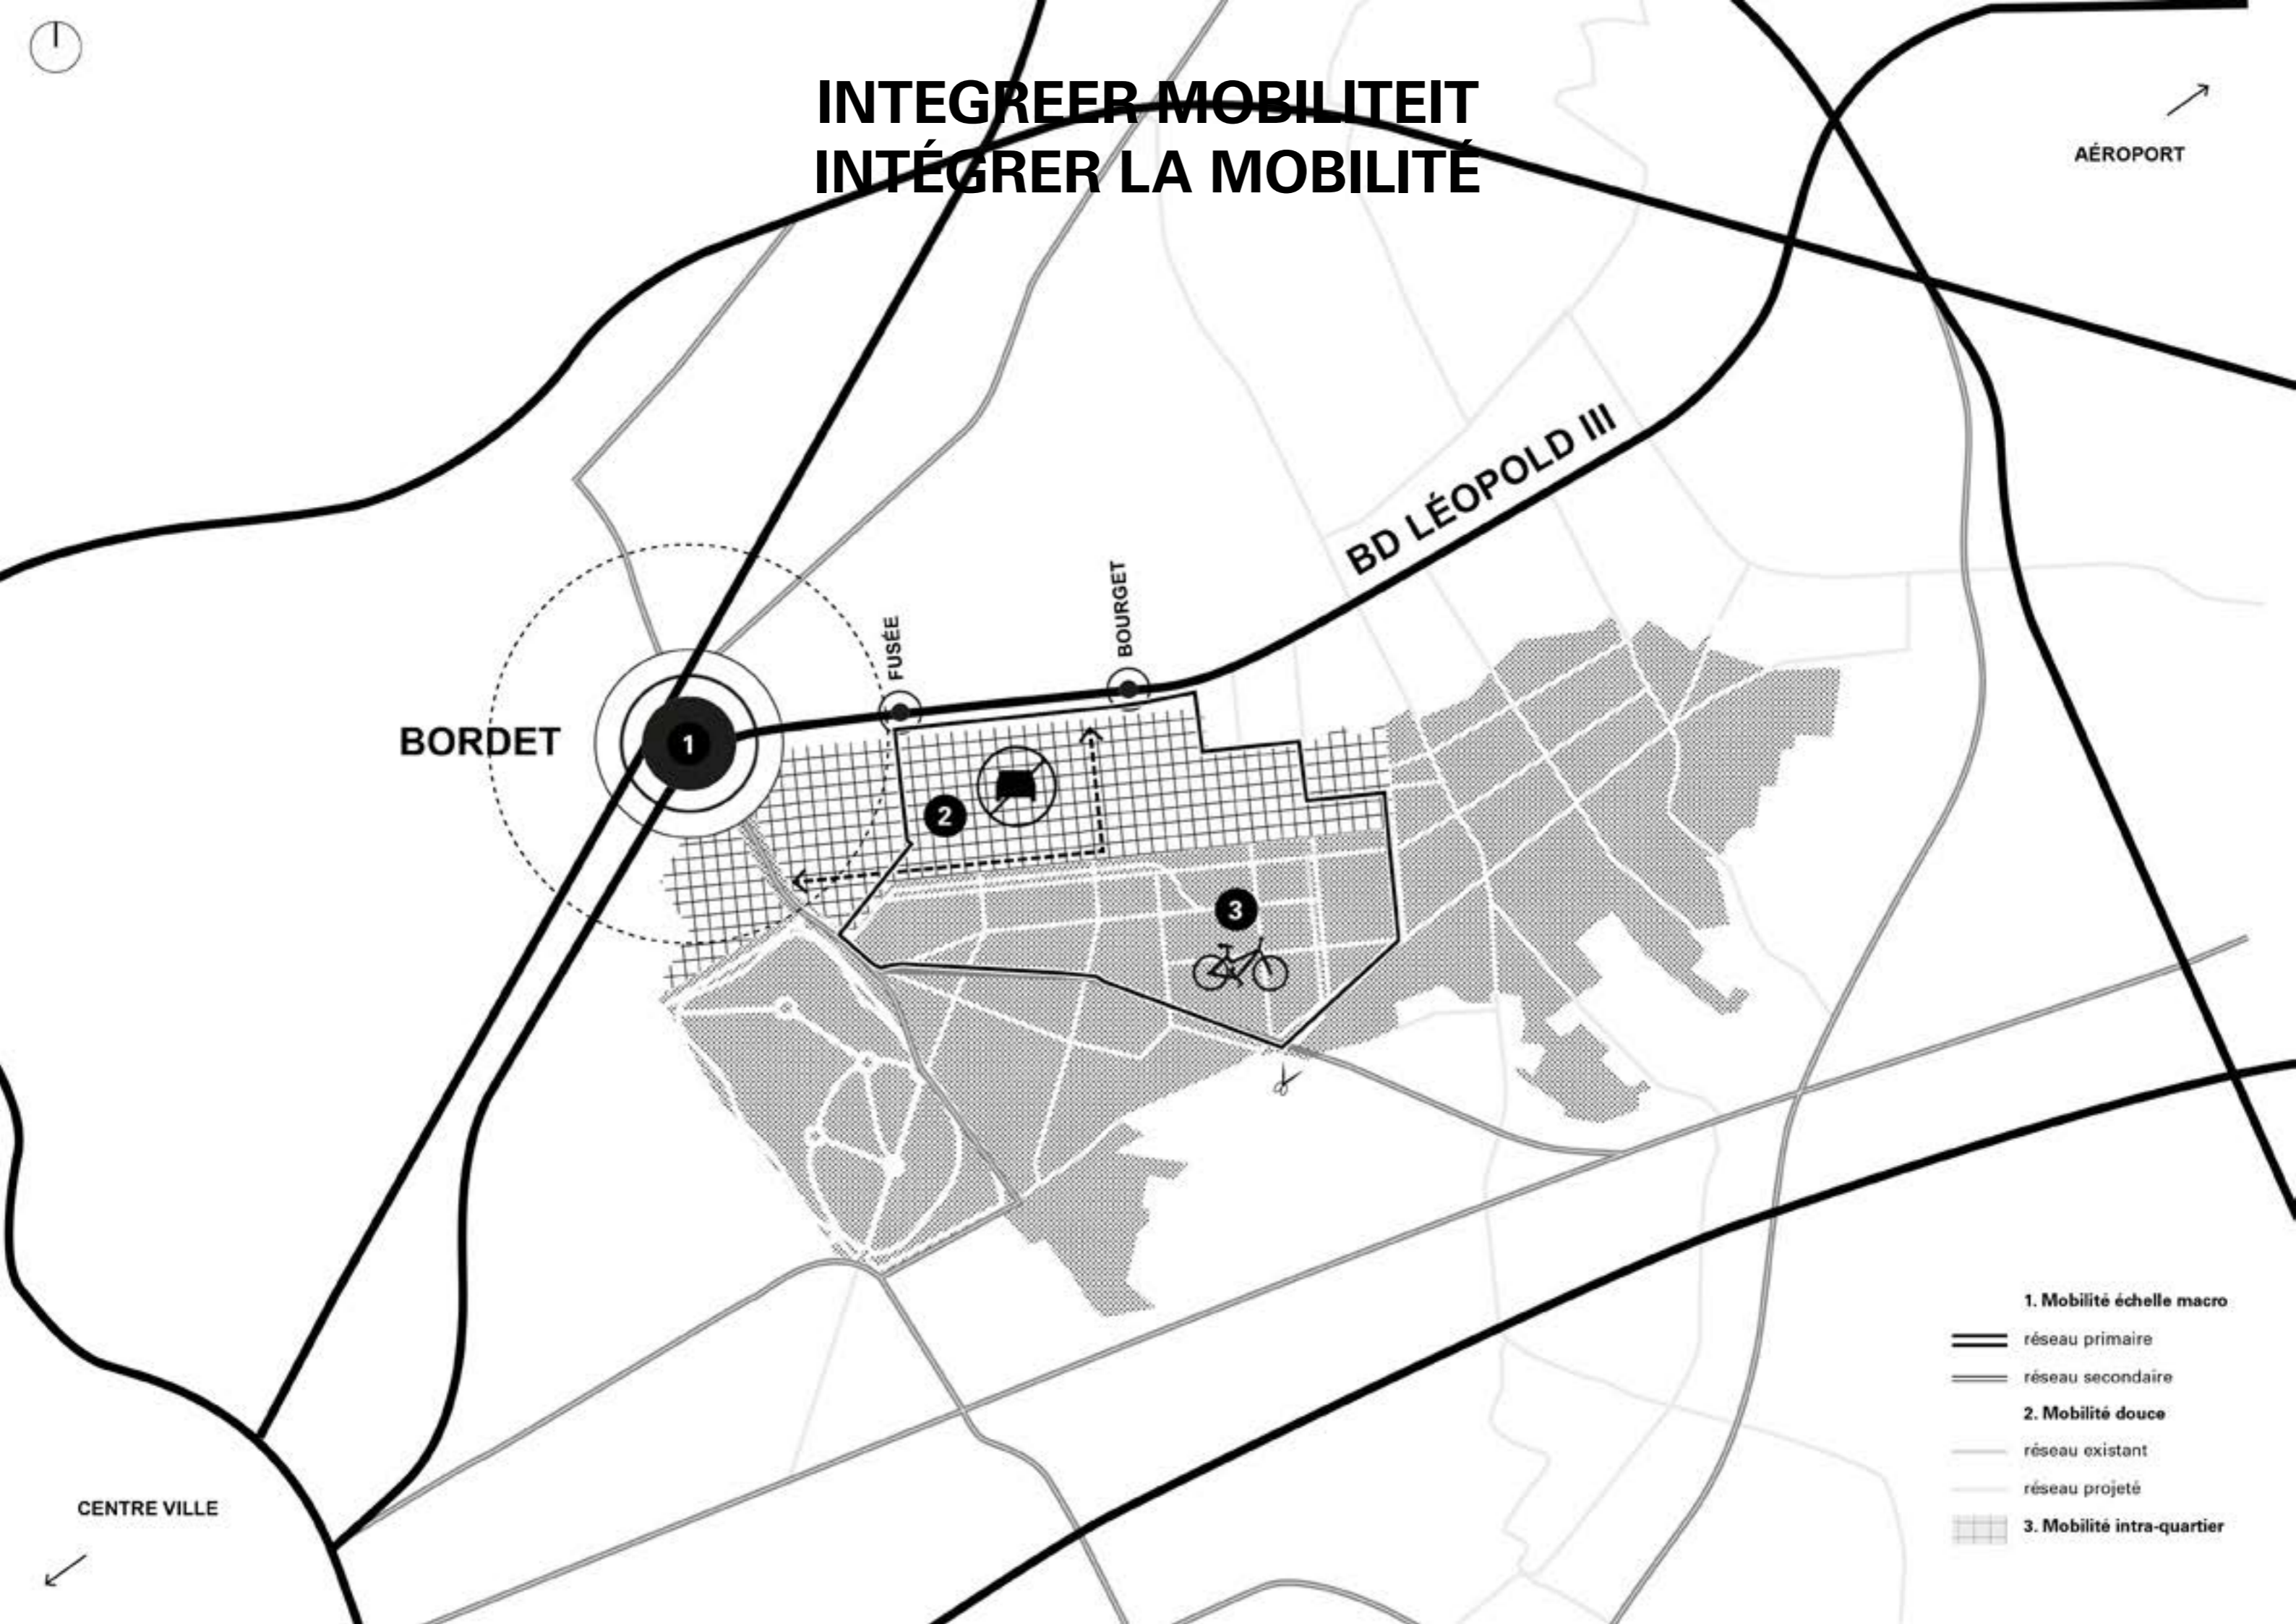 INTEGREER MOBILITEIT
INTÉGRER LA MOBILITÉ
AÉROPORT
BD LÉOPOLD III
BOURGET
FUSÉE
BORDET
1
2
3
CENTRE VILLE
1. Mobilité échelle macro
réseau primaire
réseau secondaire
2. Mobilité douce
réseau existant
réseau projeté
3. Mobilité intra-quartier